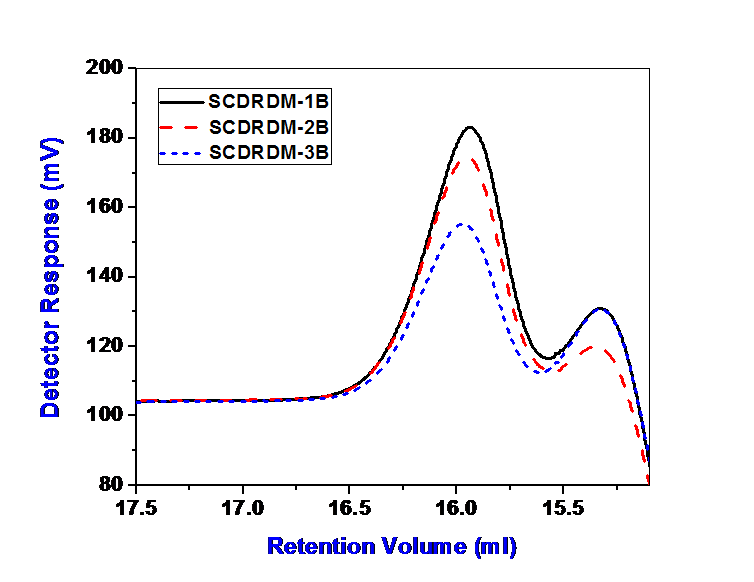 200
180
160
140
120
100
80
Detector Response (mV)
SCDRDM-1B
SCDRDM-2B
SCDRDM-3B
17.5 17.0 16.5 16.0 15.5
Retention Volume (ml)